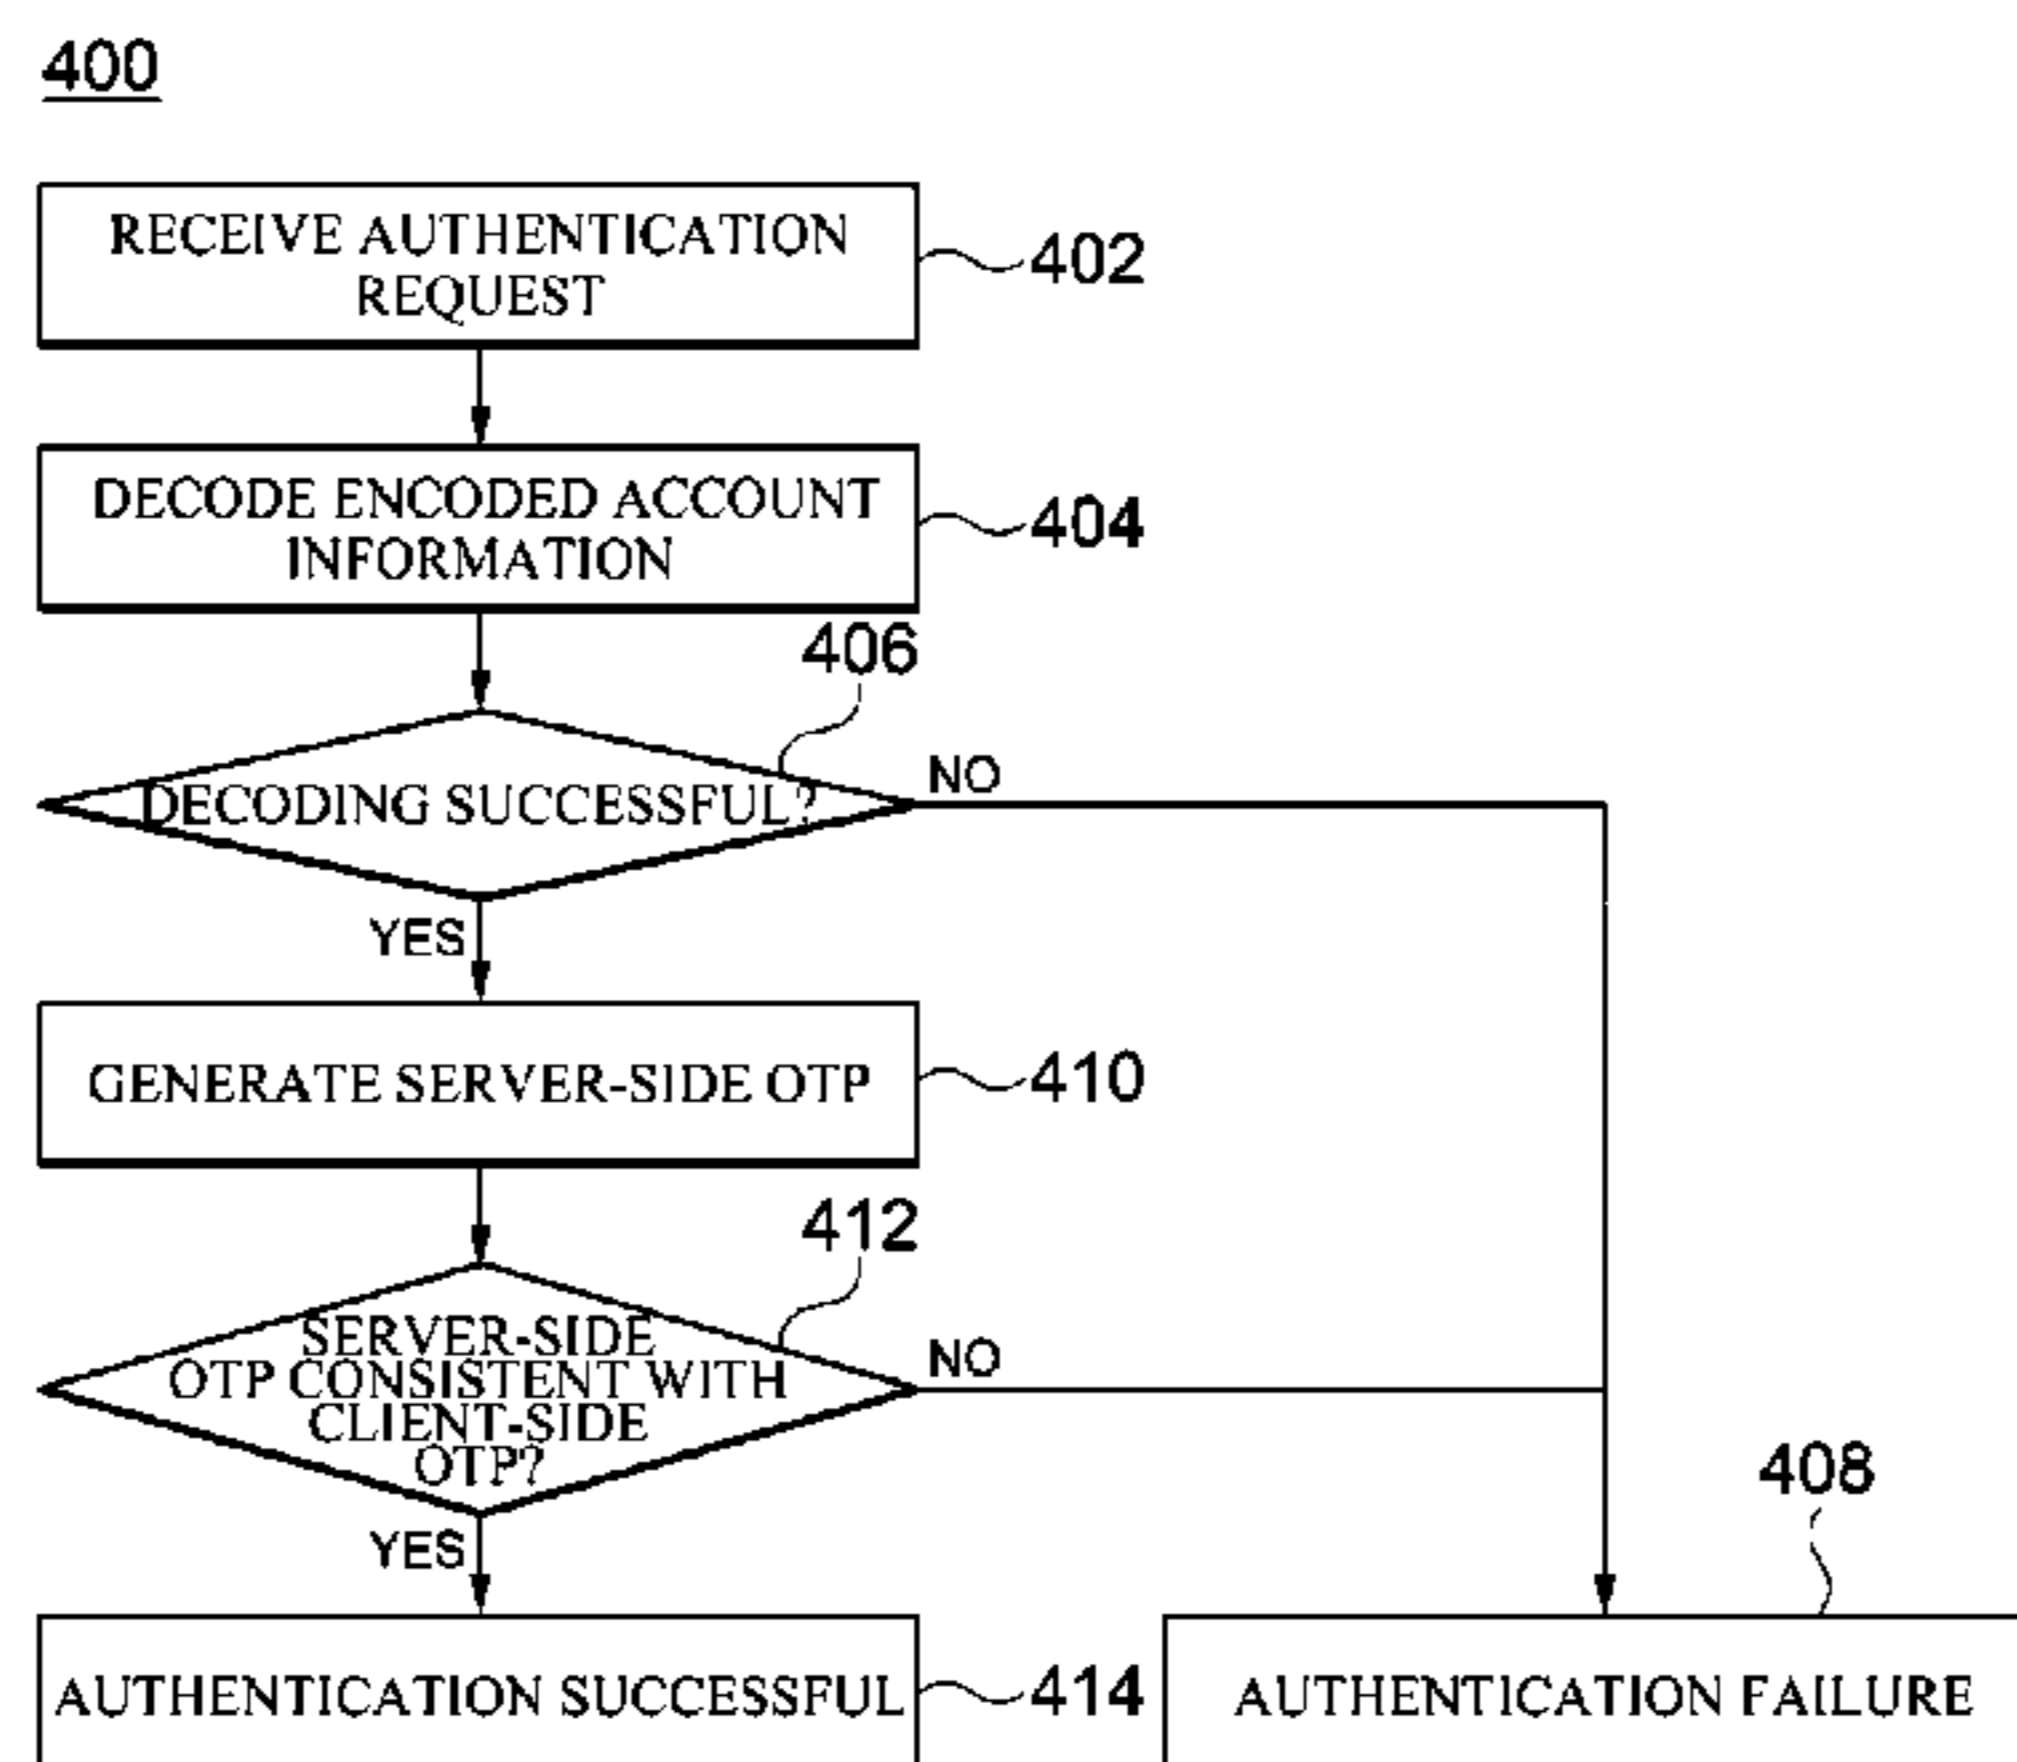 400
RECEIVE AUTHENTICATION
REQUEST
402
DECODE ENCODED ACCOUNT
INFORMATION
404
406
DECODING SUCCESSFUL?
NO
YES
GENERATE SERVER-SIDE OTP
410
412
SERVER-SIDE
OTP CONSISTENT WITH
CLIENT-SIDE
OTP?
NO
YES
408
AUTHENTICATION SUCCESSFUL
414
AUTHENTICATION FAILURE